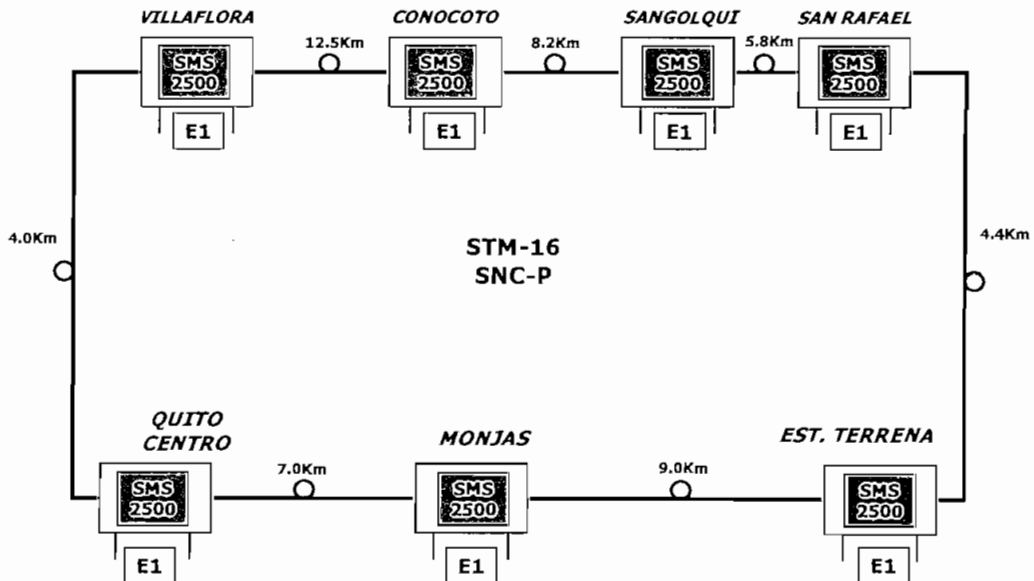 VILLAFLORA
CONOCOTO
SANGOLQUI
SAN RAFAEL
12.5Km
8.2Km
5.8Km
SMS
2500
SMS
2500
SMS
2500
SMS
2500
E1
E1
E1
E1
4.0Km
STM-16
SNC-P
4.4Km
QUITO
CENTRO
MONJAS
EST. TERRENA
7.0Km
9.0Km
SMS
2500
SMS
2500
SMS
2500
E1
E1
E1